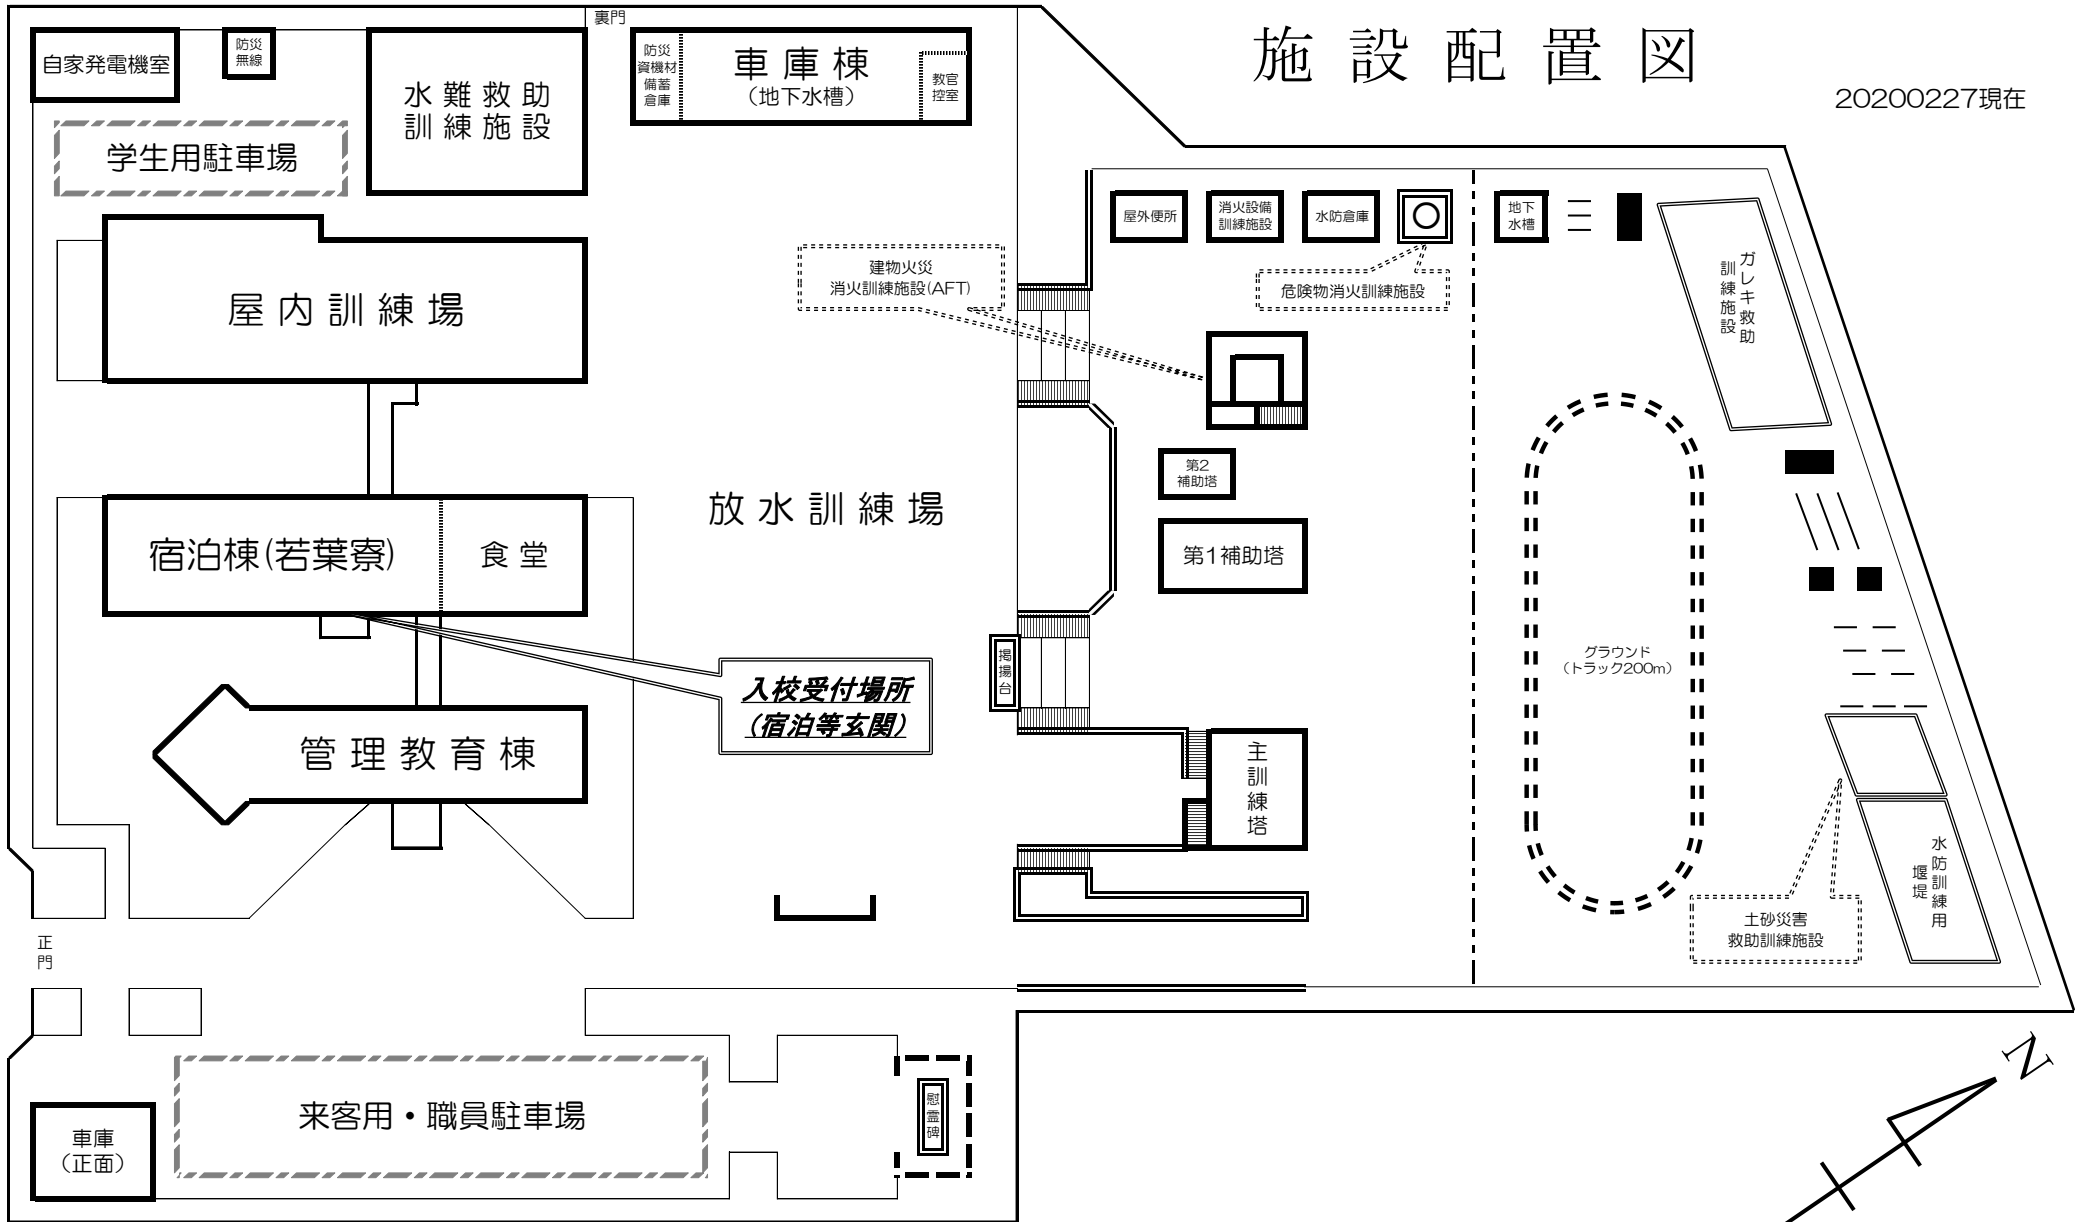 施設配置図
20200227現在
裏門
自家発電機室
防災
無線
水難救助
訓練施設
防災
資機材
備蓄
倉庫
車庫棟
（地下水槽）
教官
控室
学生用駐車場
屋外便所
消火設備
訓練施設
水防倉庫
地下
水槽
建物火災
消火訓練施設(AFT)
危険物消火訓練施設
ガレキ救助
訓練施設
屋内訓練場
第2
補助塔
放水訓練場
第1補助塔
宿泊棟(若葉寮)
食堂
入校受付場所
（宿泊等玄関）
掲揚台
グラウンド
（トラック200m）
管理教育棟
主訓練塔
水防訓練用
堰堤
土砂災害
救助訓練施設
正門
来客用・職員駐車場
慰霊碑
車庫
（正面）
N